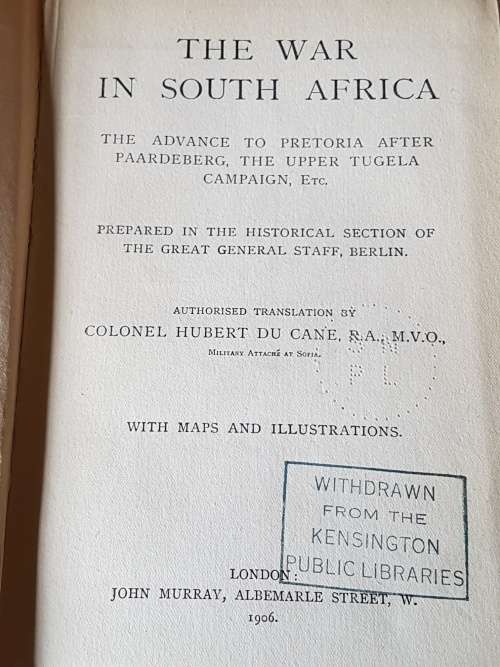 THE WAR
IN SOUTH AFRICA
THE ADVANCE TO PRETORIA AFTER
PAARDEBERG, THE UPPER TUGELA
CAMPAIGN, Etc.
PREPARED IN THE HISTORICAL SECTION OF
THE GREAT GENERAL STAFF, BERLIN.
AUTHORISED TRANSLATION BY
COLONEL HUBERT DU CANE, R.A., M.V.O.,
Military Attaché at Sofia.
P L
WITH MAPS AND ILLUSTRATIONS.
WITHDRAWN
FROM THE
KENSINGTON
PUBLIC LIBRARIES
LONDON:
JOHN MURRAY, ALBEMARLE STREET, W.
1906.